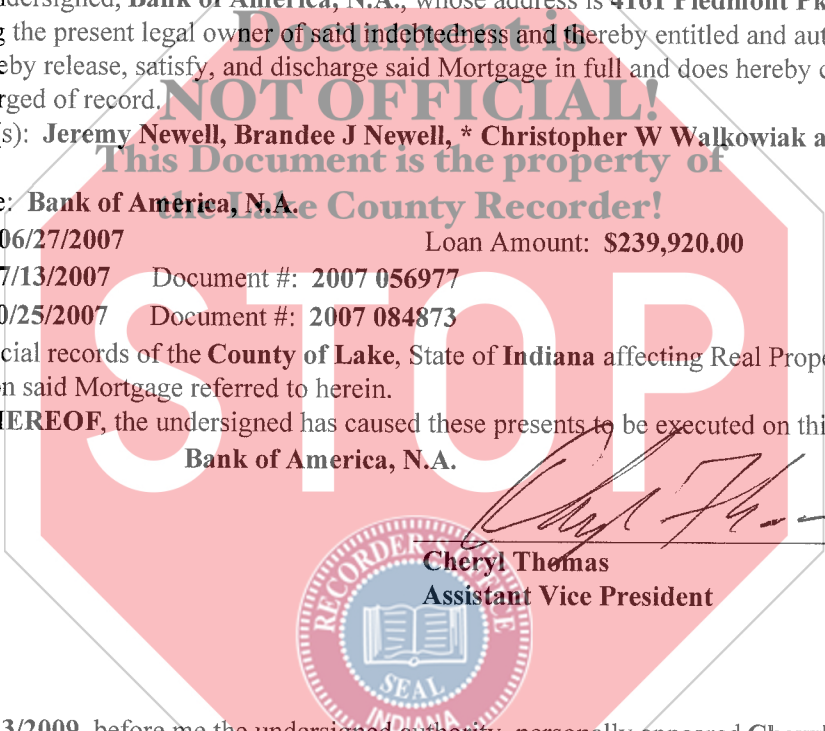 ndersigned, Bank of America, N.A., whose address is 4161 Piedmont Pk
Document is
g the present legal owner of said indebtedness and thereby entitled and aut
eby release, satisfy, and discharge said Mortgage in full and does hereby c
rged of record.
NOT OFFICIAL!
(s): Jeremy Newell, Brandee J Newell, * Christopher W Walkowiak a
This Document is the property of
e: Bank of America, N.A.
the Lake County Recorder!
06/27/2007 Loan Amount: $239,920.00
7/13/2007 Document #: 2007 056977
0/25/2007 Document #: 2007 084873
STOP
cial records of the County of Lake, State of Indiana affecting Real Prope
n said Mortgage referred to herein.
HEREOF, the undersigned has caused these presents to be executed on thi
Bank of America, N.A.
Cheryl Thomas
Assistant Vice President
RECORDER'S OFFICE
SEAL
INDIANA
3/2009, before me the undersigned authority, personally appeared Cheryl